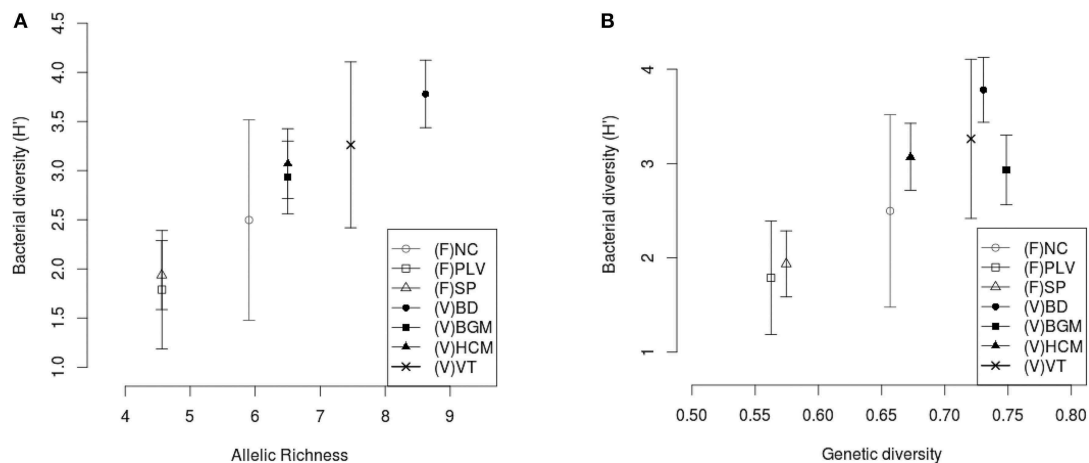 A
Bacterial diversity (H')
4.5
4.0
3.5
3.0
2.5
2.0
1.5
1.0
(F)NC
(F)PLV
(F)SP
(V)BD
(V)BGM
(V)HCM
(V)VT
4 5 6 7 8 9
Allelic Richness
B
Bacterial diversity (H')
4
3
2
1
(F)NC
(F)PLV
(F)SP
(V)BD
(V)BGM
(V)HCM
(V)VT
0.50 0.55 0.60 0.65 0.70 0.75 0.80
Genetic diversity